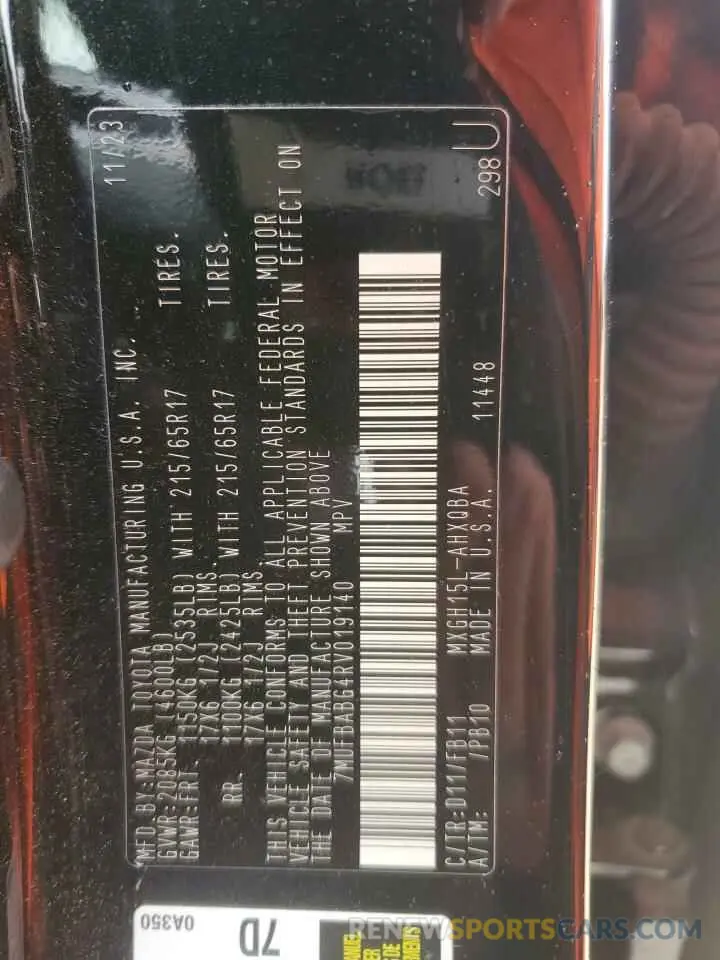 11/23
MFD. BY: MAZDA TOYOTA MANUFACTURING U.S.A. INC.
GVWR: 2085KG (4600LB)
GAWR: FRT. 1150KG (2535LB) WITH 215/65R17 TIRES.
17X6 1/2J RIMS.
RR. 1100KG (2425LB) WITH 215/65R17 TIRES.
17X6 1/2J RIMS.
THIS VEHICLE CONFORMS TO ALL APPLICABLE FEDERAL MOTOR
VEHICLE SAFETY AND THEFT PREVENTION STANDARDS IN EFFECT ON
THE DATE OF MANUFACTURE SHOWN ABOVE
7MUFBABG4RV019140 MPV
C/TR: D11/FB11 MXGH15L-AHXQBA
A/TM: /PB10 MADE IN U.S.A. 11448 298U
0A350
7D
RENEWSPORTSCARS.COM